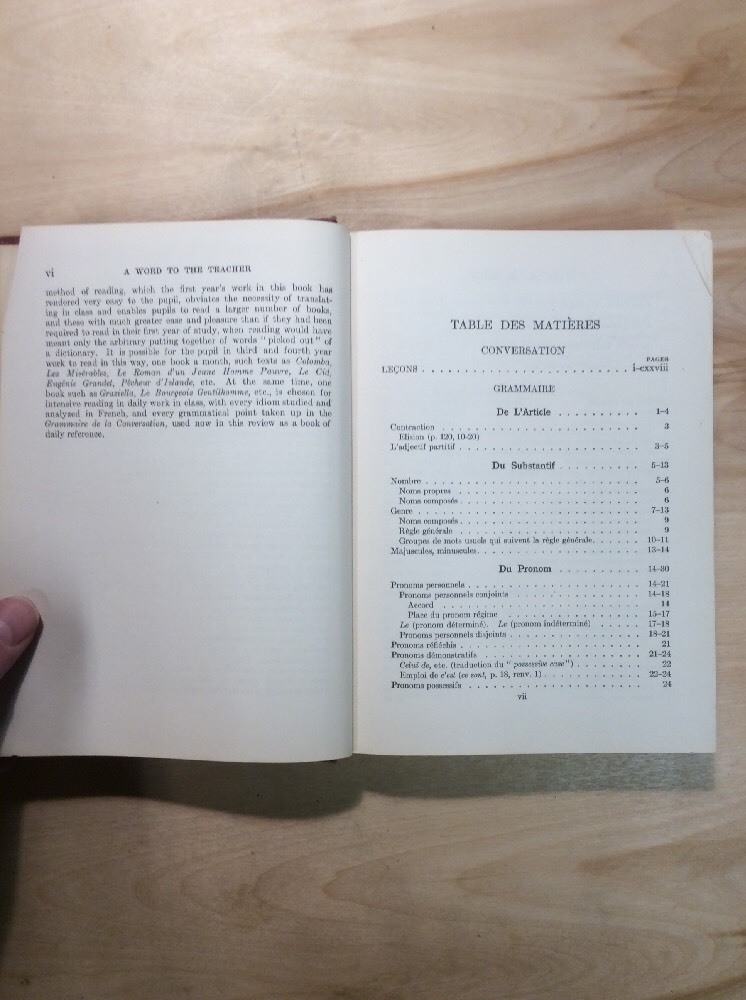 vi A WORD TO THE TEACHER
method of reading, which the first year's work in this book has
rendered very easy to the pupil, obviates the necessity of translat-
ing in class and enables pupils to read a larger number of books,
and these with much greater ease and pleasure than if they had been
required to read in their first year of study, when reading would have
meant only the arbitrary putting together of words "picked out" of
a dictionary. It is possible for the pupil in third and fourth year
work to read in this way, one book a month, such texts as Colomba,
Les Misérables, Le Roman d'un Jeune Homme Pauvre, Le Cid,
Eugénie Grandet, Pêcheur d'Islande, etc. At the same time, one
book such as Graziella, Le Bourgeois Gentilhomme, etc., is chosen for
intensive reading in daily work in class, with every idiom studied and
analysed in French, and every grammatical point taken up in the
Grammaire de la Conversation, used now in this review as a book of
daily reference.
TABLE DES MATIÈRES
CONVERSATION
PAGES
LEÇONS . . . . . . . . . . . . . . . . . . . . . . . i-cxxviii
GRAMMAIRE
De L'Article . . . . . . . . . . 1-4
Contraction . . . . . . . . . . . . . . . . . . . . . . 3
Elision (p. 120, 10-20)
L'adjectif partitif . . . . . . . . . . . . . . . . . . . . 3-5
Du Substantif . . . . . . . . . . 5-13
Nombre . . . . . . . . . . . . . . . . . . . . . . . 5-6
Noms propres . . . . . . . . . . . . . . . . . . . . 6
Noms composés . . . . . . . . . . . . . . . . . . . . 6
Genre . . . . . . . . . . . . . . . . . . . . . . . . 7-13
Noms composés . . . . . . . . . . . . . . . . . . . . 9
Règle générale . . . . . . . . . . . . . . . . . . . . 9
Groupes de mots usuels qui suivent la règle générale . . . . . 10-11
Majuscules, minuscules . . . . . . . . . . . . . . . . . . 13-14
Du Pronom . . . . . . . . . . 14-30
Pronoms personnels . . . . . . . . . . . . . . . . . . . 14-21
Pronoms personnels conjoints . . . . . . . . . . . . . . 14-18
Accord . . . . . . . . . . . . . . . . . . . . . . 14
Place du pronom régime . . . . . . . . . . . . . . . . 15-17
Le (pronom déterminé). Le (pronom indéterminé) . . . . . . 17-18
Pronoms personnels disjoints . . . . . . . . . . . . . . . 18-21
Pronoms réfléchis . . . . . . . . . . . . . . . . . . . . 21
Pronoms démonstratifs . . . . . . . . . . . . . . . . . . 21-24
Celui de, etc. (traduction du "possessive case") . . . . . . . 22
Emploi de c'est (ce sont, p. 18, renv. 1) . . . . . . . . . . . 22-24
Pronoms possessifs . . . . . . . . . . . . . . . . . . . 24
vii